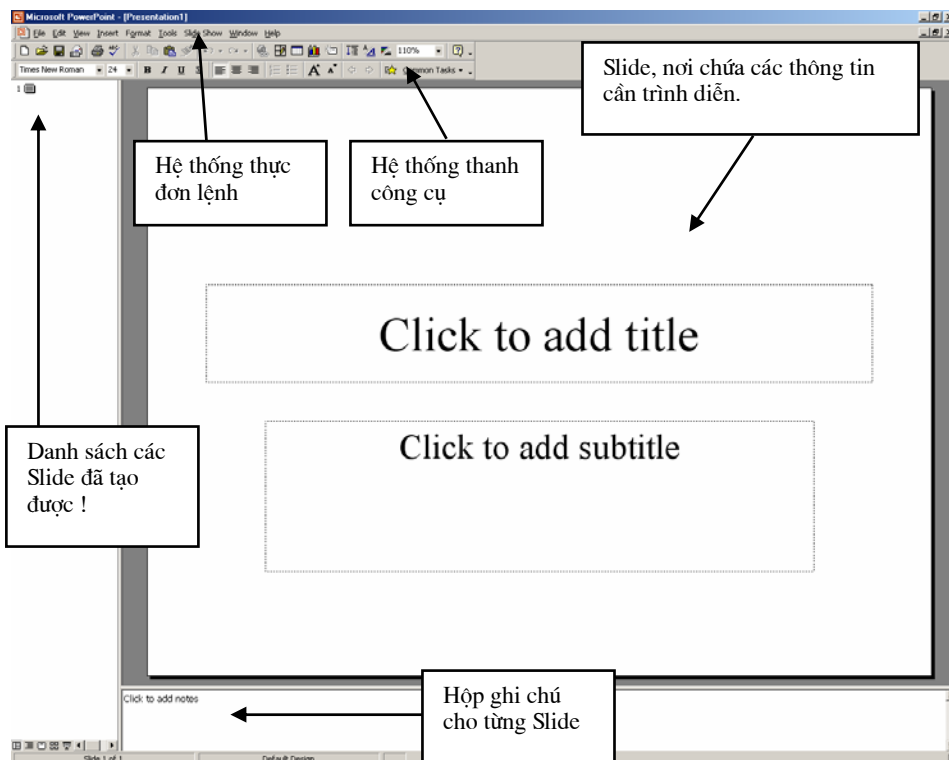 Microsoft PowerPoint - [Presentation1]
File Edit View Insert Format Tools Slide Show Window Help
110%
Times New Roman 24 B I U S Common Tasks
1
Slide, nơi chứa các thông tin
cần trình diễn.
Hệ thống thực
đơn lệnh
Hệ thống thanh
công cụ
Click to add title
Click to add subtitle
Danh sách các
Slide đã tạo
được !
Click to add notes
Hộp ghi chú
cho từng Slide
Slide 1 of 1 Default Design